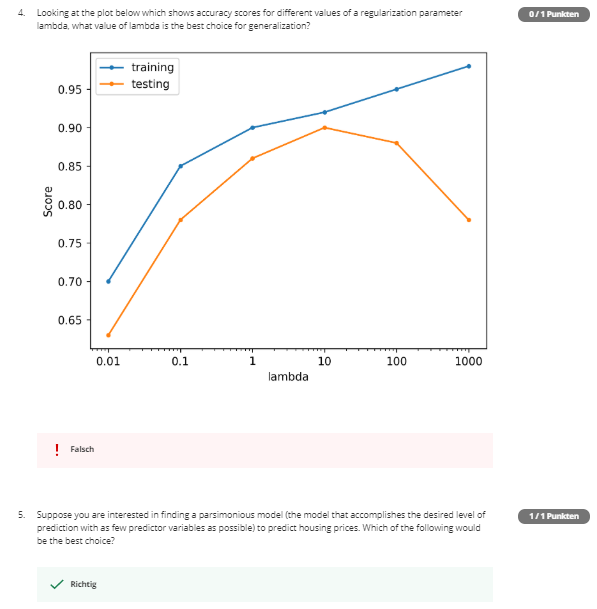 4. Looking at the plot below which shows accuracy scores for different values of a regularization parameter
lambda, what value of lambda is the best choice for generalization?
0 / 1 Punkten
training
testing
0.95
0.90
0.85
0.80
0.75
0.70
0.65
Score
0.01 0.1 1 10 100 1000
lambda
! Falsch
5. Suppose you are interested in finding a parsimonious model (the model that accomplishes the desired level of
prediction with as few predictor variables as possible) to predict housing prices. Which of the following would
be the best choice?
1 / 1 Punkten
Richtig